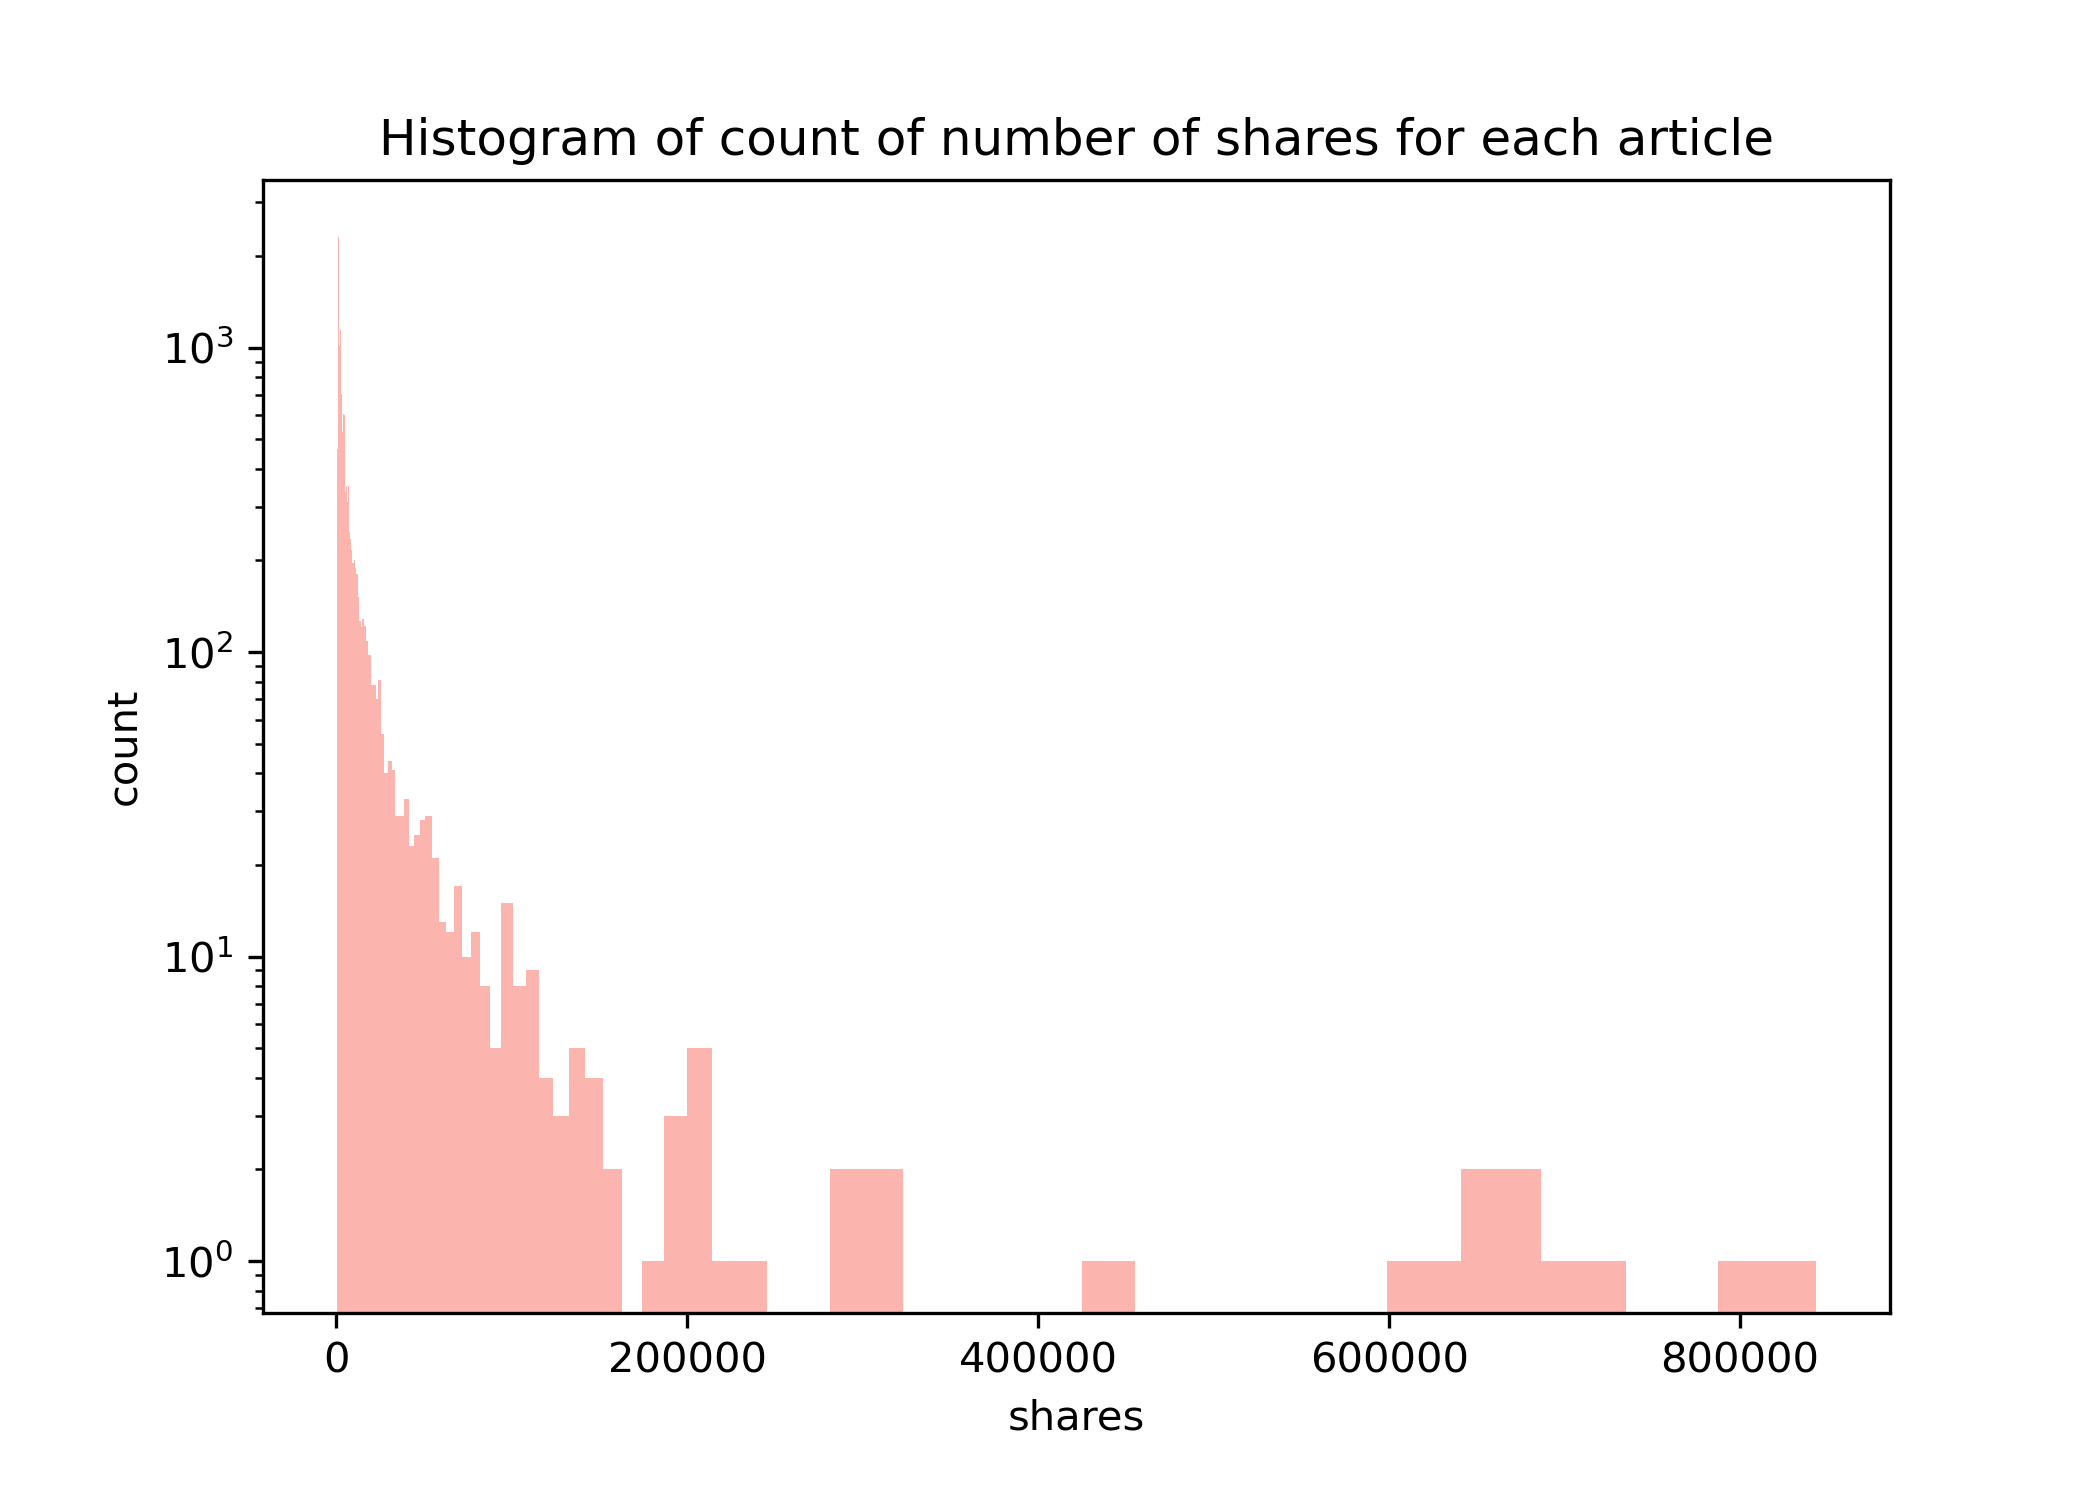 Histogram of count of number of shares for each article
10³
10²
10¹
10⁰
count
0 200000 400000 600000 800000
shares